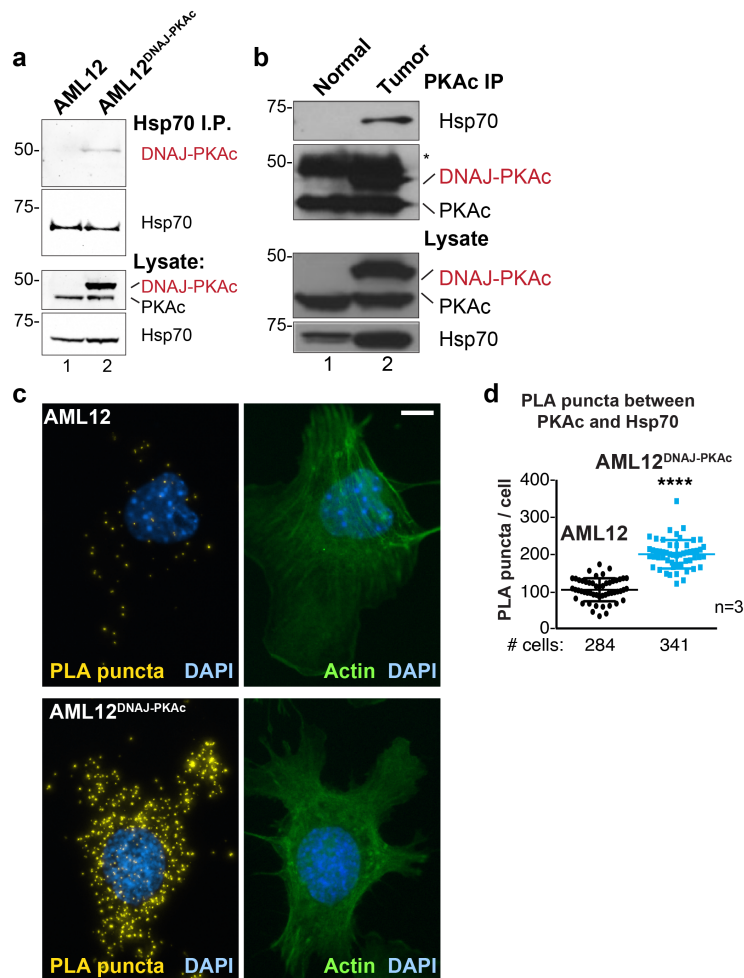 a
AML12
AML12DNAJ-PKAc
Hsp70 I.P.
50-
DNAJ-PKAc
75-
Hsp70
Lysate:
50-
DNAJ-PKAc
PKAc
75-
Hsp70
1 2
b
Normal
Tumor
PKAc IP
75-
Hsp70
50-
*
DNAJ-PKAc
PKAc
Lysate
50-
DNAJ-PKAc
PKAc
75-
Hsp70
1 2
c
AML12
PLA puncta DAPI
Actin DAPI
AML12DNAJ-PKAc
PLA puncta DAPI
Actin DAPI
d
PLA puncta between
PKAc and Hsp70
AML12DNAJ-PKAc
****
AML12
PLA puncta / cell
400
300
200
100
0
n=3
# cells: 284 341